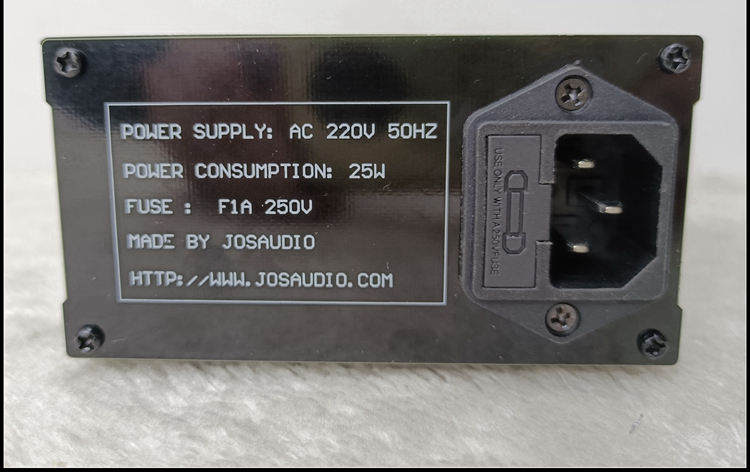 POWER SUPPLY: AC 220V 50HZ
POWER CONSUMPTION: 25W
FUSE : F1A 250V
MADE BY JOSAUDIO
HTTP://WWW.JOSAUDIO.COM
USE ONLY WITH A 250V FUSE